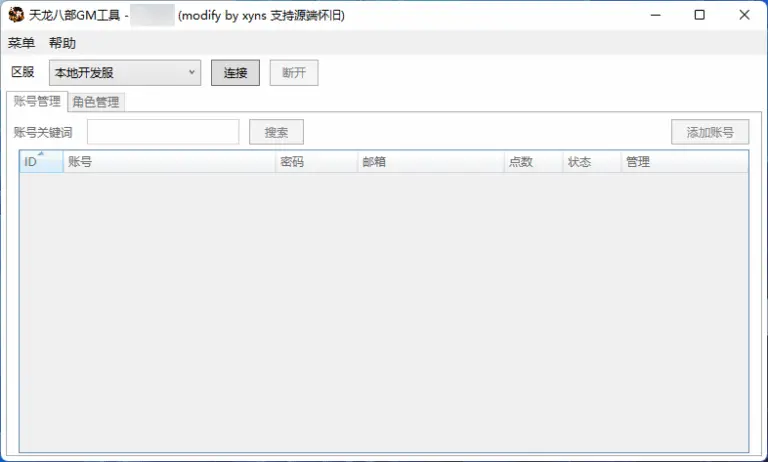 天龙八部GM工具 - (modify by xyns 支持源端怀旧)
菜单 帮助
区服 本地开发服 连接 断开
账号管理 角色管理
账号关键词 搜索 添加账号
ID 账号 密码 邮箱 点数 状态 管理